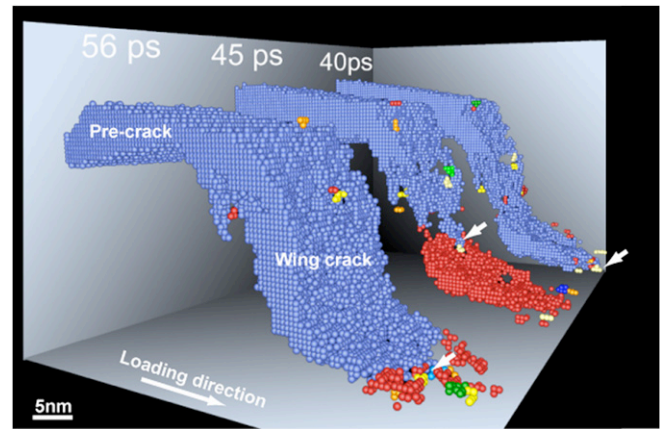 56 ps
45 ps
40ps
Pre-crack
Wing crack
Loading direction
5nm